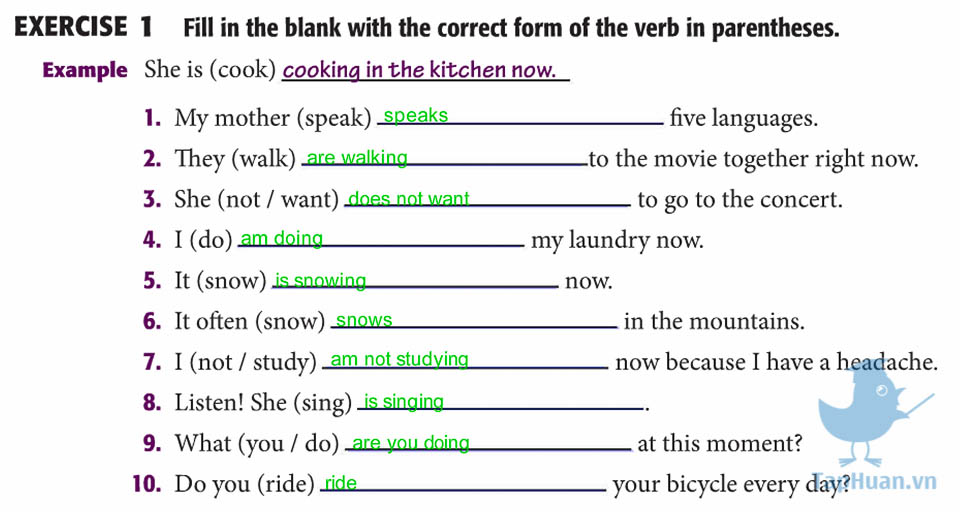 EXERCISE 1 Fill in the blank with the correct form of the verb in parentheses.
Example She is (cook) cooking in the kitchen now.
1. My mother (speak) speaks five languages.
2. They (walk) are walking to the movie together right now.
3. She (not / want) does not want to go to the concert.
4. I (do) am doing my laundry now.
5. It (snow) is snowing now.
6. It often (snow) snows in the mountains.
7. I (not / study) am not studying now because I have a headache.
8. Listen! She (sing) is singing.
9. What (you / do) are you doing at this moment?
10. Do you (ride) ride your bicycle every day?
TapHuan.vn